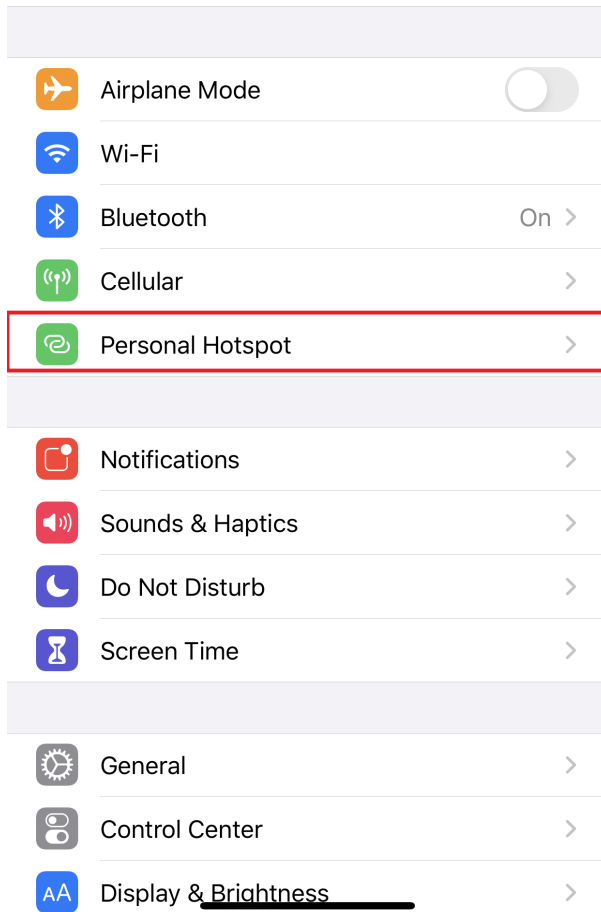 Airplane Mode
Wi-Fi
Bluetooth On
Cellular
Personal Hotspot
Notifications
Sounds & Haptics
Do Not Disturb
Screen Time
General
Control Center
AA Display & Brightness